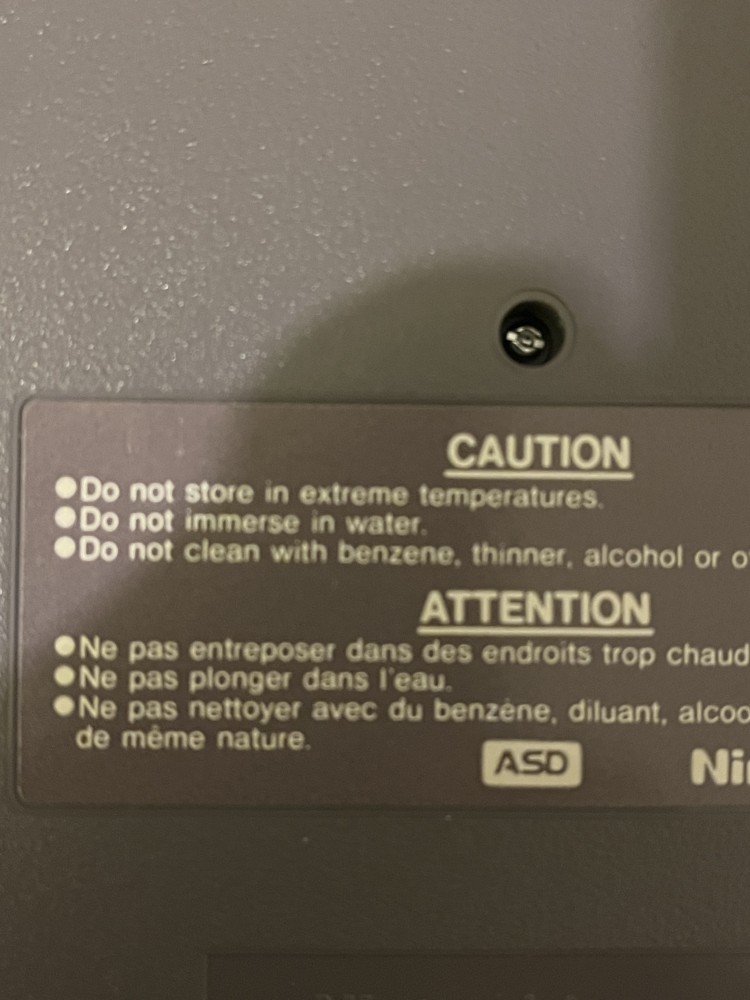 CAUTION
●Do not store in extreme temperatures.
●Do not immerse in water.
●Do not clean with benzene, thinner, alcohol or
ATTENTION
●Ne pas entreposer dans des endroits trop
●Ne pas plonger dans l'eau.
●Ne pas nettoyer avec du benzéne, diluant,
de même nature.
ASD